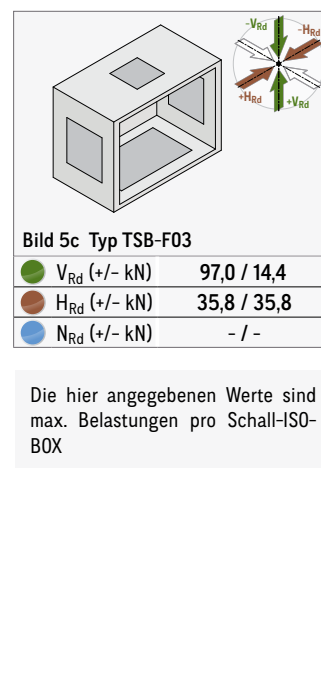 -VRd
-HRd
+HRd
+VRd
Bild 5c Typ TSB-F03
VRd (+/- kN) 97,0 / 14,4
HRd (+/- kN) 35,8 / 35,8
NRd (+/- kN) - / -
Die hier angegebenen Werte sind
max. Belastungen pro Schall-ISO-
BOX